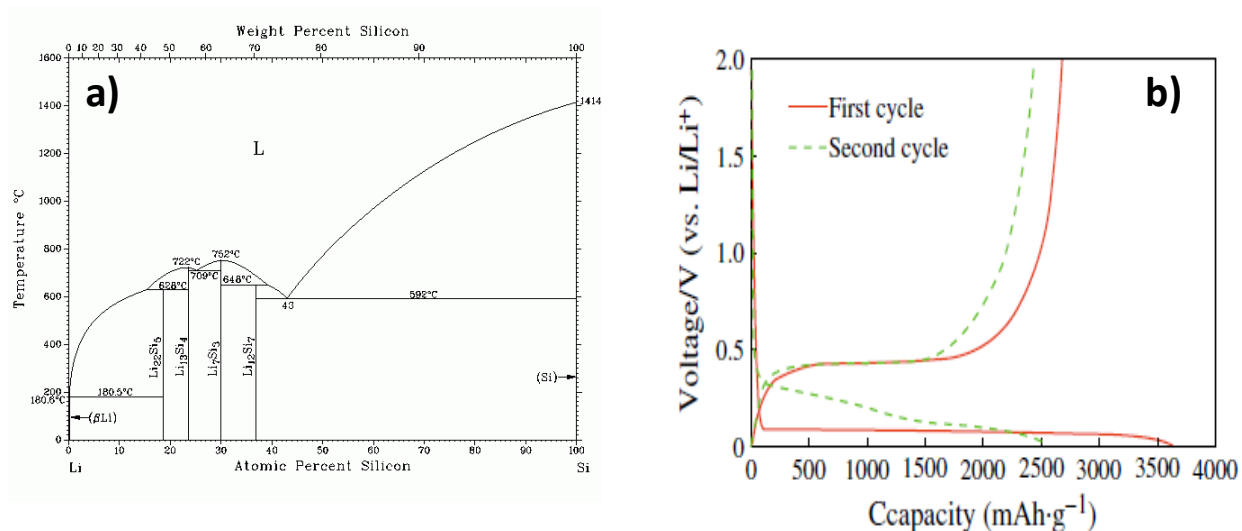 Weight Percent Silicon
0 10 20 30 40 50 60 70 80 90 100
1600
1400
1200
1000
800
600
400
200
0
Temperature °C
a)
L
1414
722°C
752°C
709°C
628°C
648°C
592°C
43
Li22Si5
Li13Si4
Li7Si3
Li12Si7
180.5°C
180.6°C
(βLi)
(Si)
0 10 20 30 40 50 60 70 80 90 100
Li Atomic Percent Silicon Si
b)
2.0
1.5
1.0
0.5
0
Voltage/V (vs. Li/Li+)
First cycle
Second cycle
0 500 1000 1500 2000 2500 3000 3500 4000
Ccapacity (mAh·g−1)